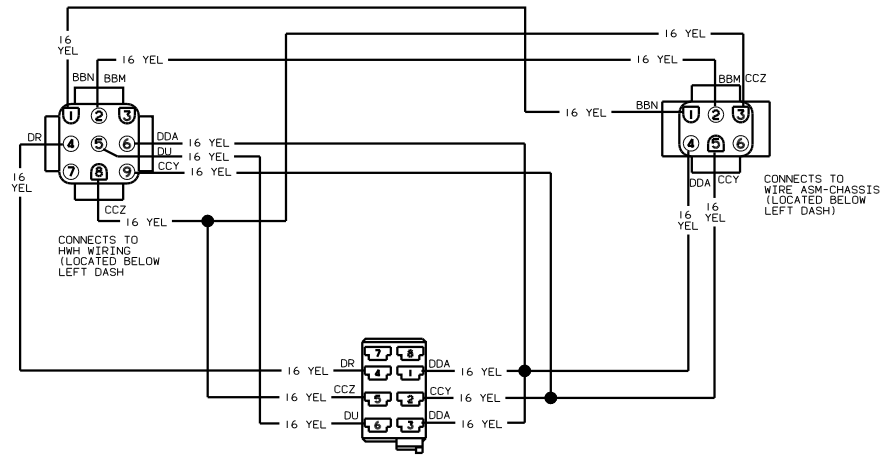 16 YEL
16
YEL
16 YEL
16 YEL
BBN BBM
BBM CCZ
BBN
16 YEL
1 2 3
1 2 3
DR
4 5 6
DDA
16 YEL
DU
16 YEL
4 5 6
CCY
16 YEL
7 8 9
16
YEL
DDA CCY
CONNECTS TO
WIRE ASM-CHASSIS
(LOCATED BELOW
LEFT DASH)
CCZ
16 YEL
16
YEL
16
YEL
CONNECTS TO
HWH WIRING
(LOCATED BELOW
LEFT DASH
7 8
16 YEL DR 4 1 DDA 16 YEL
16 YEL CCZ 5 2 CCY 16 YEL
16 YEL DU 6 3 DDA 16 YEL